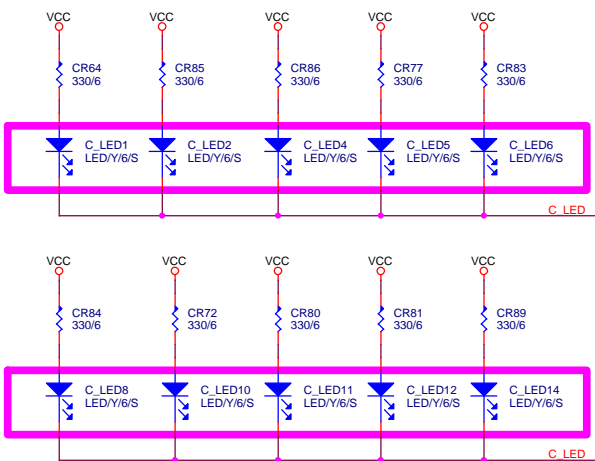 VCC VCC VCC VCC VCC
CR64 CR85 CR86 CR77 CR83
330/6 330/6 330/6 330/6 330/6
C_LED1 C_LED2 C_LED4 C_LED5 C_LED6
LED/Y/6/S LED/Y/6/S LED/Y/6/S LED/Y/6/S LED/Y/6/S
C_LED
VCC VCC VCC VCC VCC
CR84 CR72 CR80 CR81 CR89
330/6 330/6 330/6 330/6 330/6
C_LED8 C_LED10 C_LED11 C_LED12 C_LED14
LED/Y/6/S LED/Y/6/S LED/Y/6/S LED/Y/6/S LED/Y/6/S
C_LED